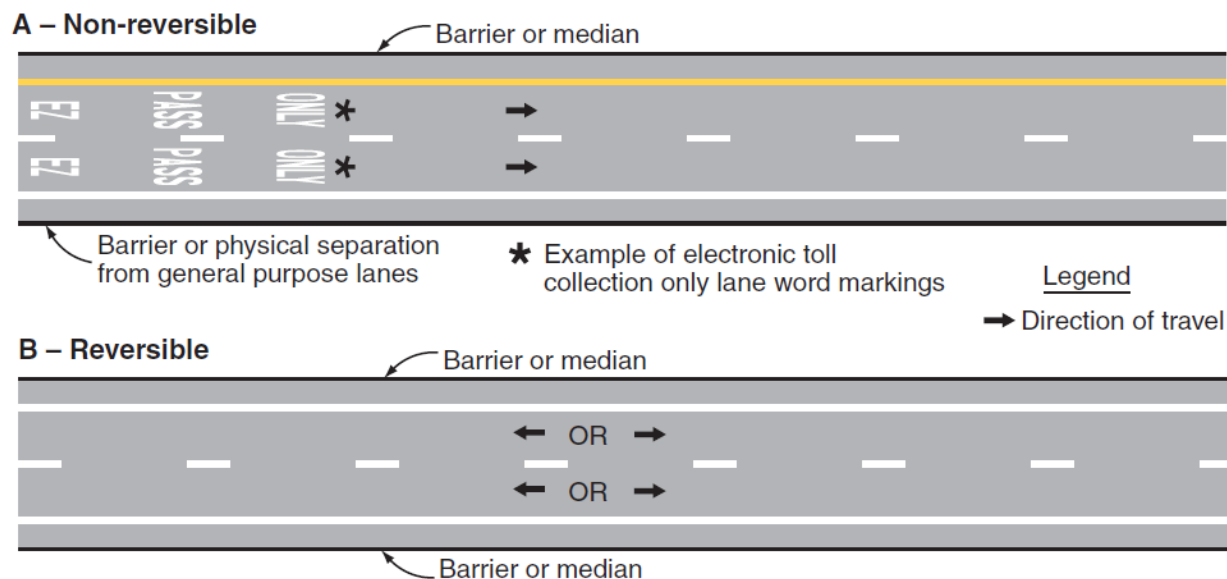 A – Non-reversible
Barrier or median
EZ PASS ONLY *
EZ PASS ONLY *
Barrier or physical separation
from general purpose lanes
* Example of electronic toll
collection only lane word markings
Legend
Direction of travel
B – Reversible
Barrier or median
OR
OR
Barrier or median